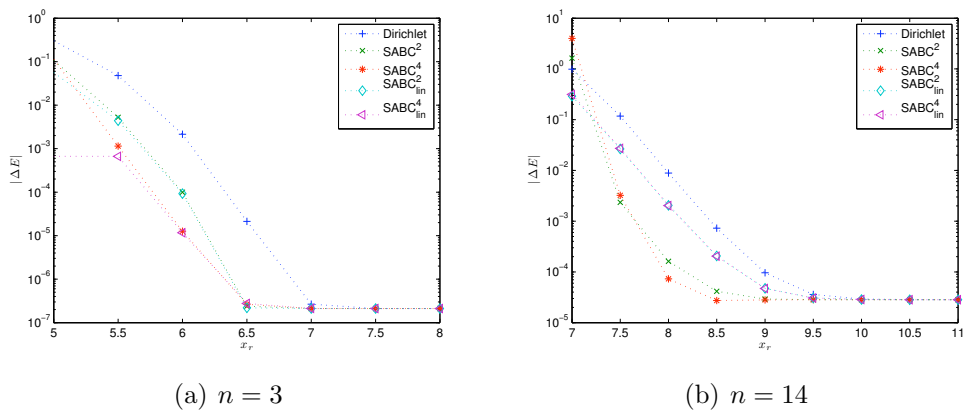 10^0
10^-1
10^-2
10^-3
10^-4
10^-5
10^-6
10^-7
|ΔE|
5 5.5 6 6.5 7 7.5 8
x_r
Dirichlet
SABC^2
SABC^4
SABC^2_lin
SABC^4_lin
(a) n = 3
10^1
10^0
10^-1
10^-2
10^-3
10^-4
10^-5
|ΔE|
7 7.5 8 8.5 9 9.5 10 10.5 11
x_r
Dirichlet
SABC^2
SABC^4
SABC^2_lin
SABC^4_lin
(b) n = 14